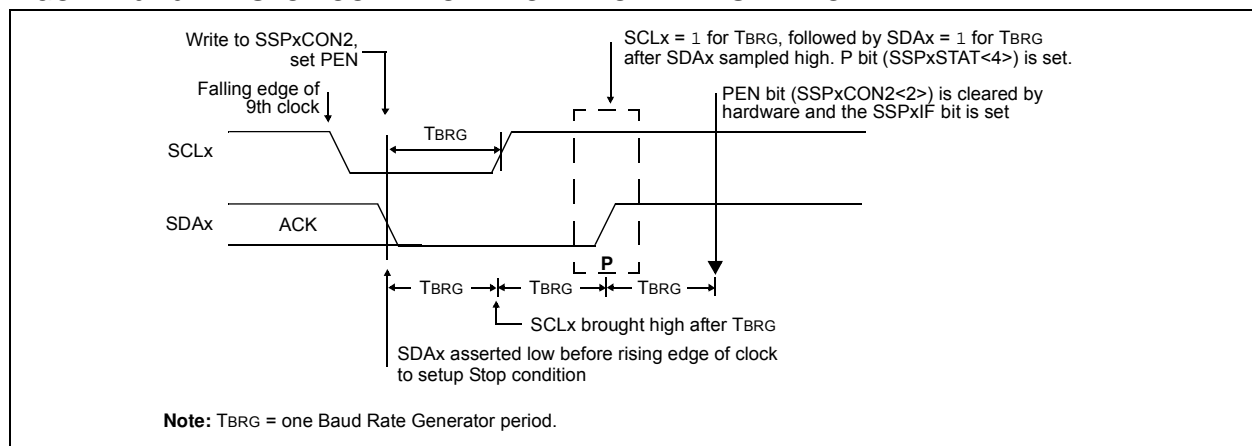 Write to SSPxCON2,
set PEN
SCLx = 1 for TBRG, followed by SDAx = 1 for TBRG
after SDAx sampled high. P bit (SSPxSTAT<4>) is set.
Falling edge of
9th clock
PEN bit (SSPxCON2<2>) is cleared by
hardware and the SSPxIF bit is set
TBRG
SCLx
SDAx
ACK
P
TBRG
TBRG
TBRG
SCLx brought high after TBRG
SDAx asserted low before rising edge of clock
to setup Stop condition
Note: TBRG = one Baud Rate Generator period.